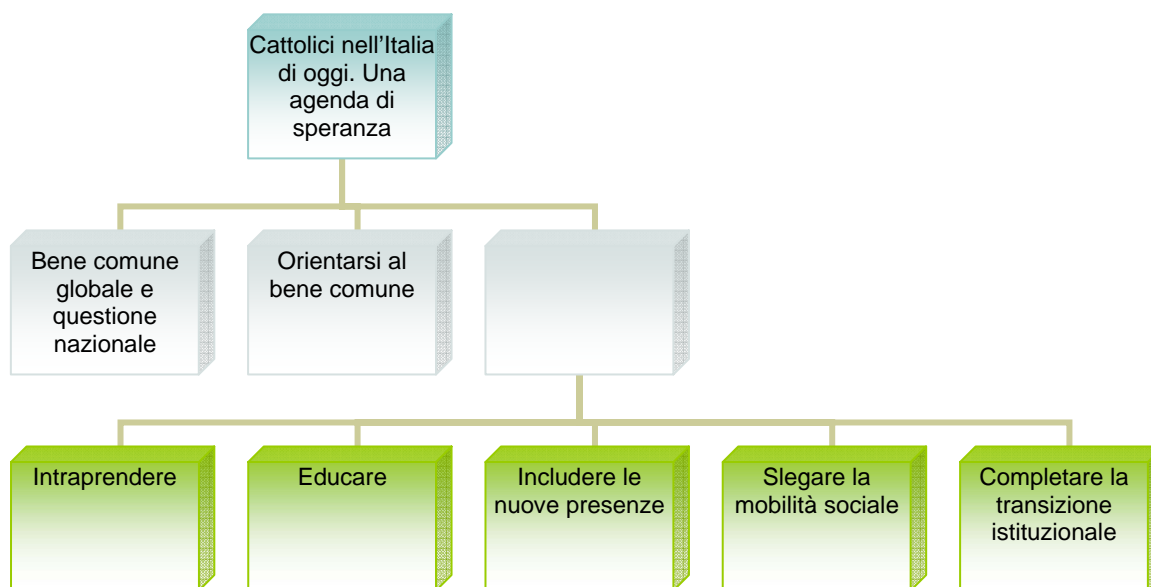 Cattolici nell’Italia
di oggi. Una
agenda di
speranza
Bene comune
globale e
questione
nazionale
Orientarsi al
bene comune
Intraprendere
Educare
Includere le
nuove presenze
Slegare la
mobilità sociale
Completare la
transizione
istituzionale